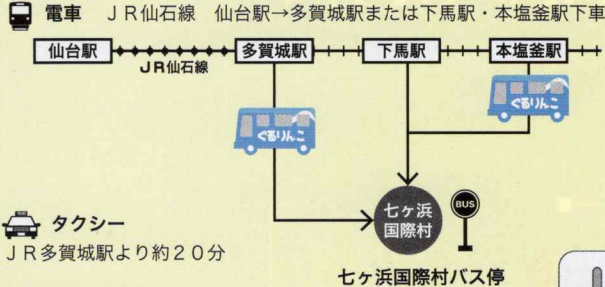 電車　ＪＲ仙石線　仙台駅→多賀城駅または下馬駅・本塩釜駅下車
仙台駅　多賀城駅　下馬駅　本塩釜駅
ＪＲ仙石線
ぐるりんこ
ぐるりんこ
七ヶ浜
国際村
BUS
TAXI
タクシー
ＪＲ多賀城駅より約２０分
七ヶ浜国際村バス停